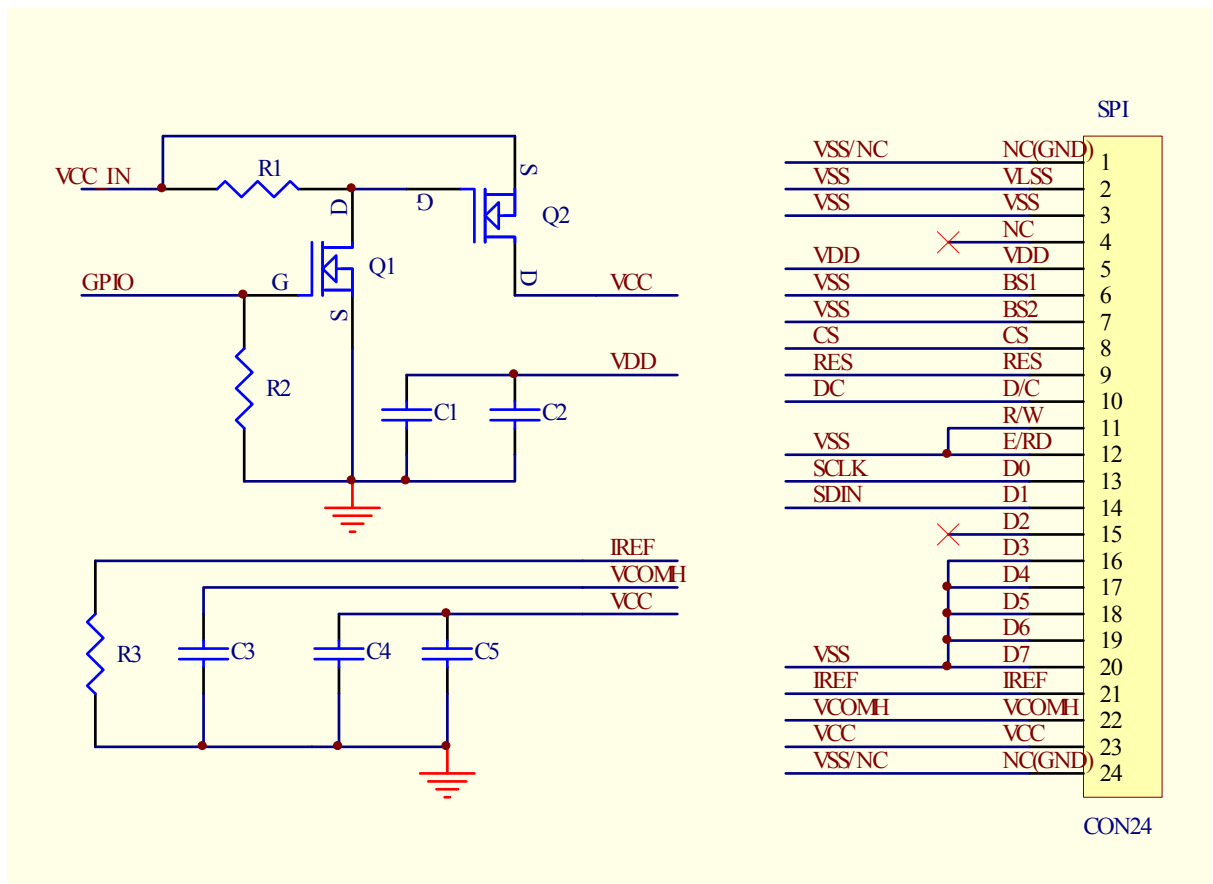 SPI
VCC IN
R1
D
G
S
Q2
D
VCC
GPIO
G
Q1
S
R2
VDD
C1
C2
IREF
VCOMH
VCC
R3
C3
C4
C5
VSS/NC NC(GND) 1
VSS VLSS 2
VSS VSS 3
NC 4
VDD VDD 5
VSS BS1 6
VSS BS2 7
CS CS 8
RES RES 9
DC D/C 10
R/W 11
VSS E/RD 12
SCLK D0 13
SDIN D1 14
D2 15
D3 16
D4 17
D5 18
D6 19
VSS D7 20
IREF IREF 21
VCOMH VCOMH 22
VCC VCC 23
VSS/NC NC(GND) 24
CON24